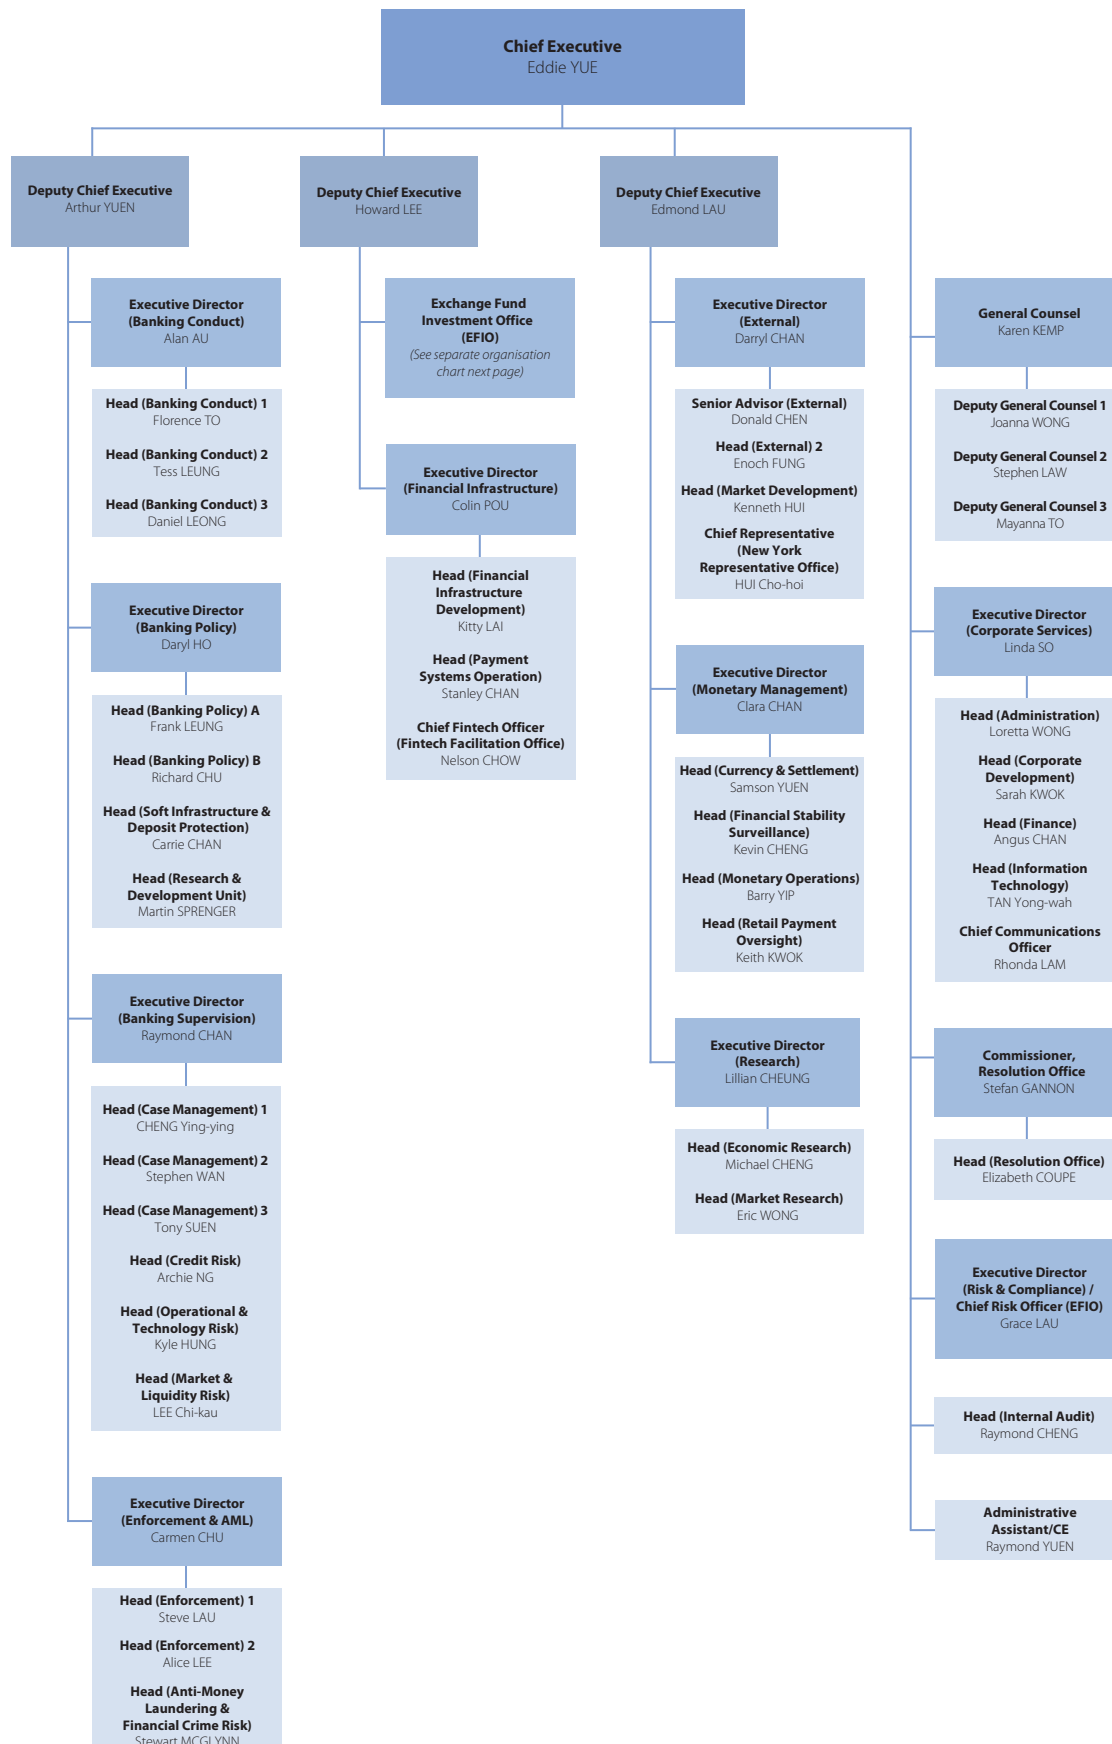 Chief Executive
Eddie YUE
Deputy Chief Executive
Arthur YUEN
Executive Director
(Banking Conduct)
Alan AU
Head (Banking Conduct) 1
Florence TO
Head (Banking Conduct) 2
Tess LEUNG
Head (Banking Conduct) 3
Daniel LEONG
Executive Director
(Banking Policy)
Daryl HO
Head (Banking Policy) A
Frank LEUNG
Head (Banking Policy) B
Richard CHU
Head (Soft Infrastructure &
Deposit Protection)
Carrie CHAN
Head (Research &
Development Unit)
Martin SPRENGER
Executive Director
(Banking Supervision)
Raymond CHAN
Head (Case Management) 1
CHENG Ying-ying
Head (Case Management) 2
Stephen WAN
Head (Case Management) 3
Tony SUEN
Head (Credit Risk)
Archie NG
Head (Operational &
Technology Risk)
Kyle HUNG
Head (Market &
Liquidity Risk)
LEE Chi-kau
Executive Director
(Enforcement & AML)
Carmen CHU
Head (Enforcement) 1
Steve LAU
Head (Enforcement) 2
Alice LEE
Head (Anti-Money
Laundering &
Financial Crime Risk)
Stewart MCGLYNN
Deputy Chief Executive
Howard LEE
Exchange Fund
Investment Office
(EFIO)
(See separate organisation
chart next page)
Executive Director
(Financial Infrastructure)
Colin POU
Head (Financial
Infrastructure
Development)
Kitty LAI
Head (Payment
Systems Operation)
Stanley CHAN
Chief Fintech Officer
(Fintech Facilitation Office)
Nelson CHOW
Deputy Chief Executive
Edmond LAU
Executive Director
(External)
Darryl CHAN
Senior Advisor (External)
Donald CHEN
Head (External) 2
Enoch FUNG
Head (Market Development)
Kenneth HUI
Chief Representative
(New York
Representative Office)
HUI Cho-hoi
Executive Director
(Monetary Management)
Clara CHAN
Head (Currency & Settlement)
Samson YUEN
Head (Financial Stability
Surveillance)
Kevin CHENG
Head (Monetary Operations)
Barry YIP
Head (Retail Payment
Oversight)
Keith KWOK
Executive Director
(Research)
Lillian CHEUNG
Head (Economic Research)
Michael CHENG
Head (Market Research)
Eric WONG
General Counsel
Karen KEMP
Deputy General Counsel 1
Joanna WONG
Deputy General Counsel 2
Stephen LAW
Deputy General Counsel 3
Mayanna TO
Executive Director
(Corporate Services)
Linda SO
Head (Administration)
Loretta WONG
Head (Corporate
Development)
Sarah KWOK
Head (Finance)
Angus CHAN
Head (Information
Technology)
TAN Yong-wah
Chief Communications
Officer
Rhonda LAM
Commissioner,
Resolution Office
Stefan GANNON
Head (Resolution Office)
Elizabeth COUPE
Executive Director
(Risk & Compliance) /
Chief Risk Officer (EFIO)
Grace LAU
Head (Internal Audit)
Raymond CHENG
Administrative
Assistant/CE
Raymond YUEN